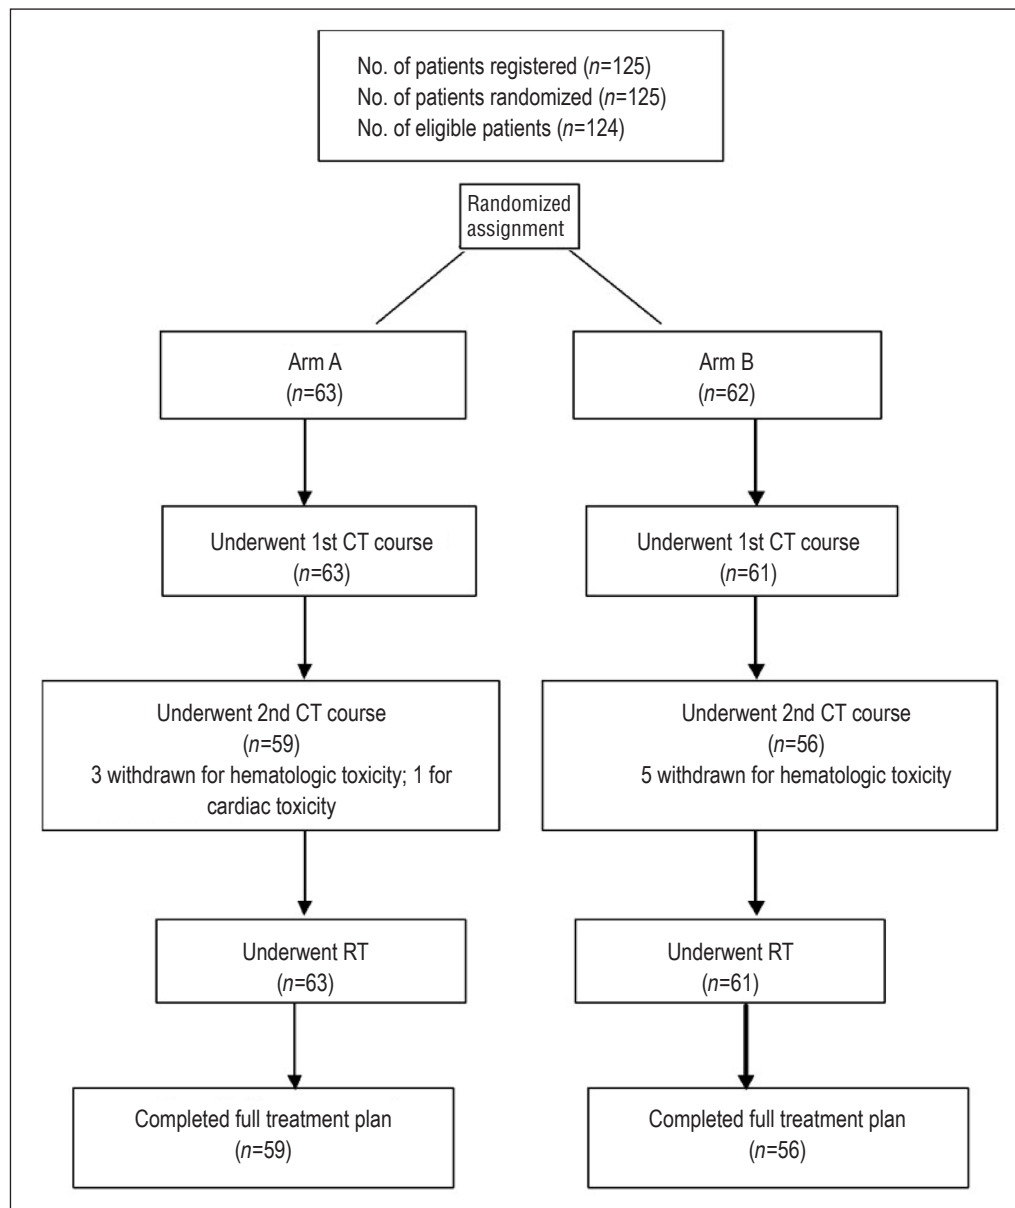 No. of patients registered (n=125)
No. of patients randomized (n=125)
No. of eligible patients (n=124)
Randomized
assignment
Arm A
(n=63)
Arm B
(n=62)
Underwent 1st CT course
(n=63)
Underwent 1st CT course
(n=61)
Underwent 2nd CT course
(n=59)
3 withdrawn for hematologic toxicity; 1 for
cardiac toxicity
Underwent 2nd CT course
(n=56)
5 withdrawn for hematologic toxicity
Underwent RT
(n=63)
Underwent RT
(n=61)
Completed full treatment plan
(n=59)
Completed full treatment plan
(n=56)